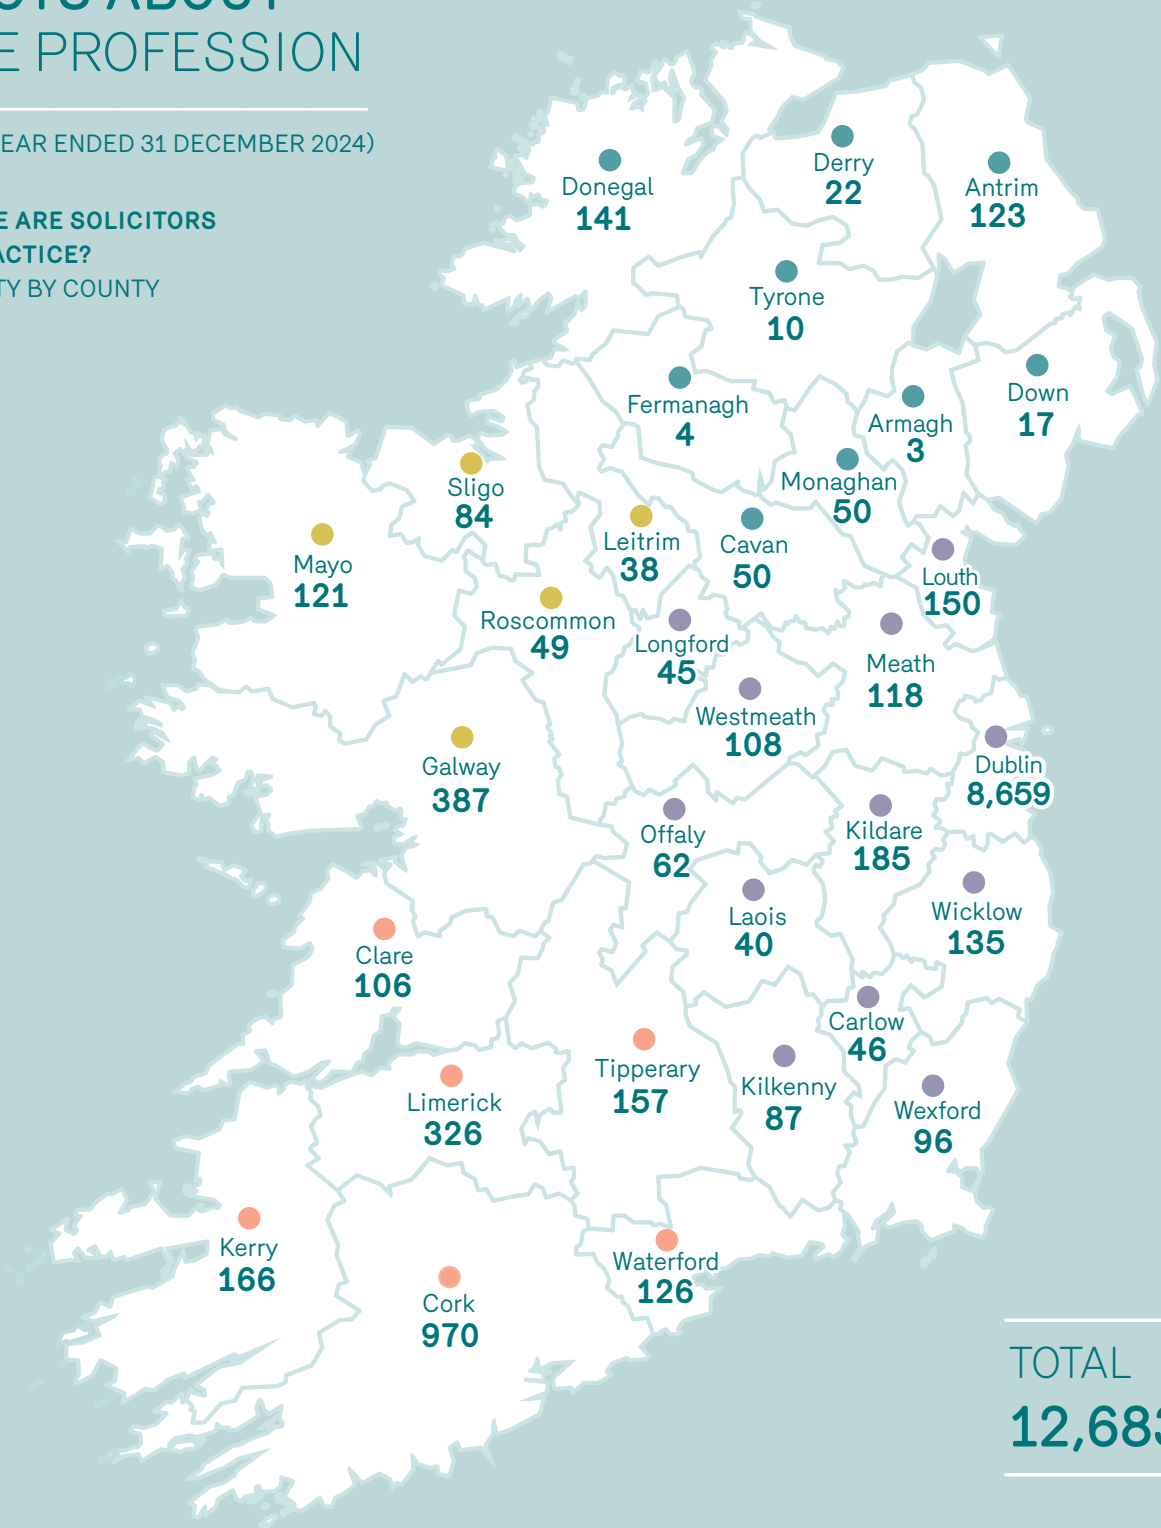 E PROFESSION
EAR ENDED 31 DECEMBER 2024)
E ARE SOLICITORS
ACTICE?
TY BY COUNTY
Donegal
141
Derry
22
Antrim
123
Tyrone
10
Fermanagh
4
Armagh
3
Down
17
Monaghan
50
Sligo
84
Leitrim
38
Cavan
50
Mayo
121
Louth
150
Roscommon
49
Longford
45
Meath
118
Westmeath
108
Galway
387
Dublin
8,659
Offaly
62
Kildare
185
Laois
40
Wicklow
135
Clare
106
Carlow
46
Tipperary
157
Kilkenny
87
Limerick
326
Wexford
96
Kerry
166
Waterford
126
Cork
970
TOTAL
12,683